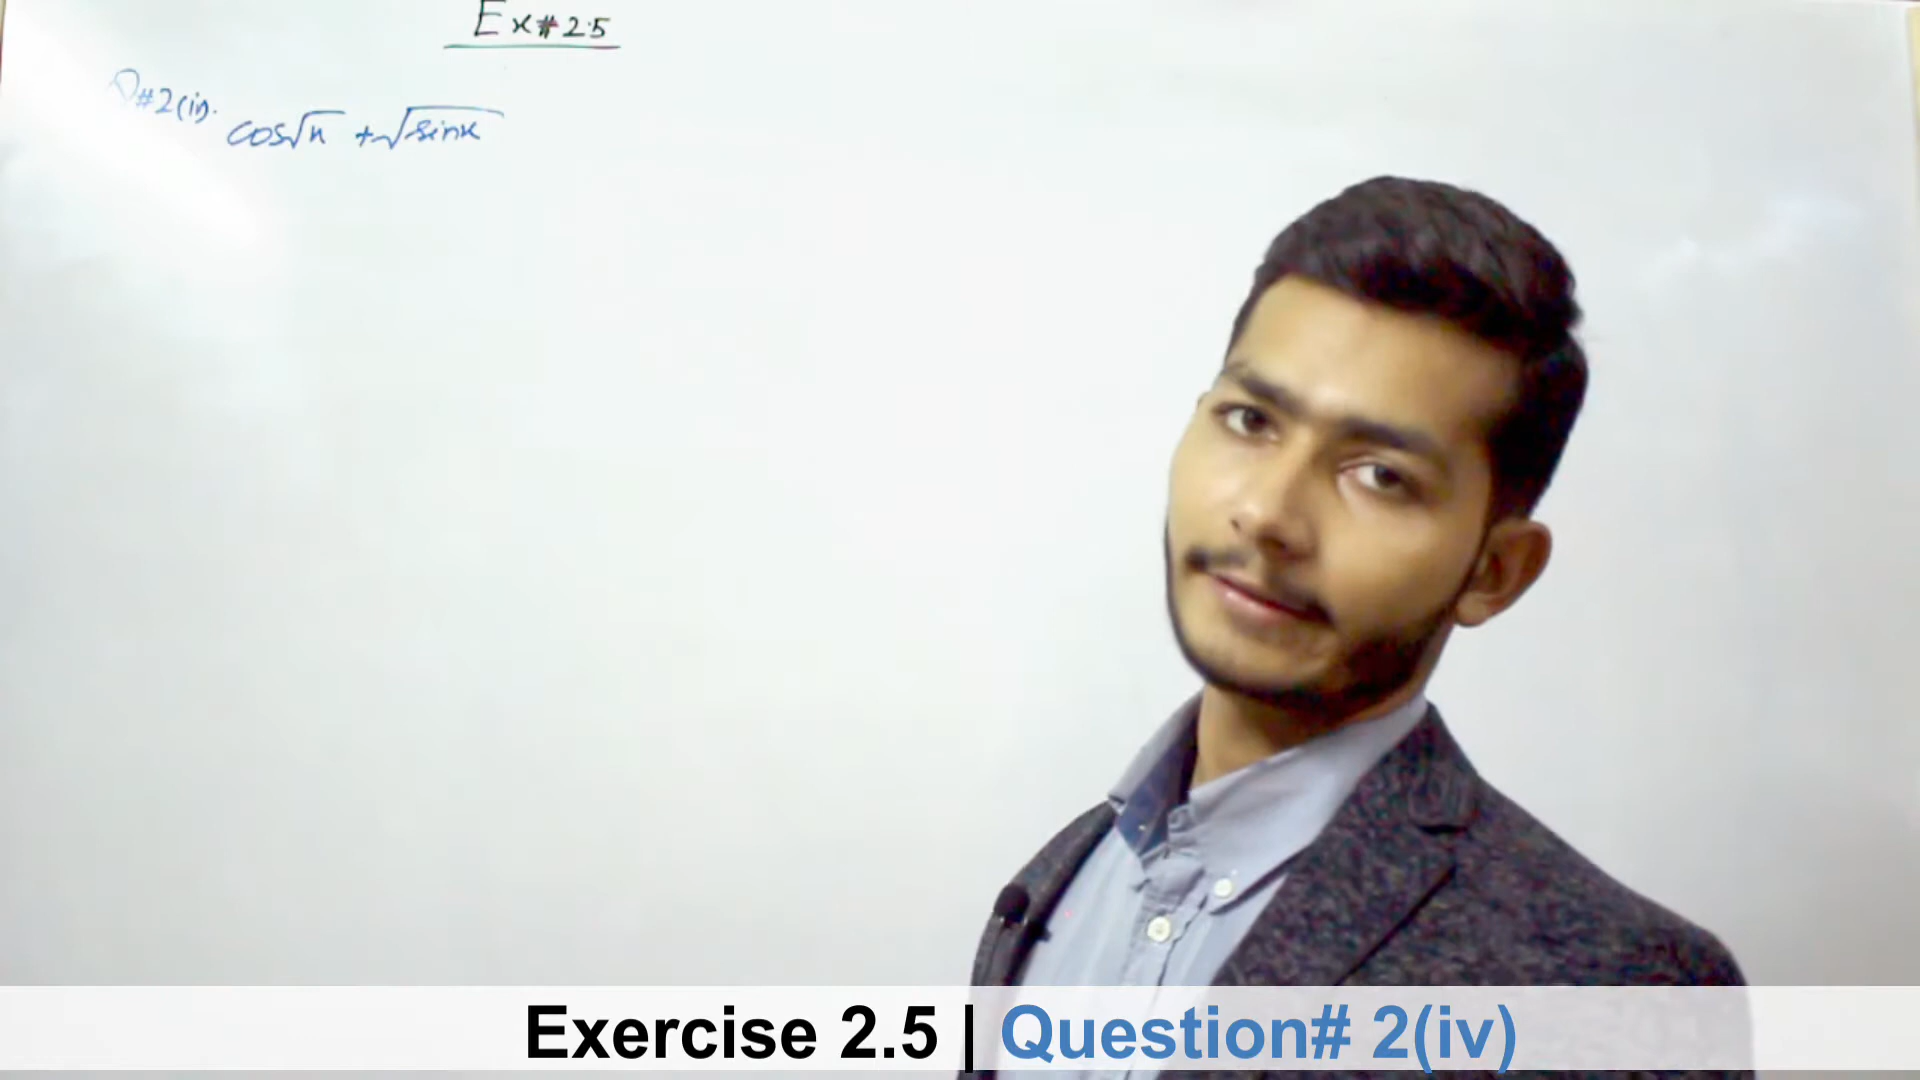 Ex#2.5
Q#2(iv).
cos√x + √sinx
Exercise 2.5 | Question# 2(iv)